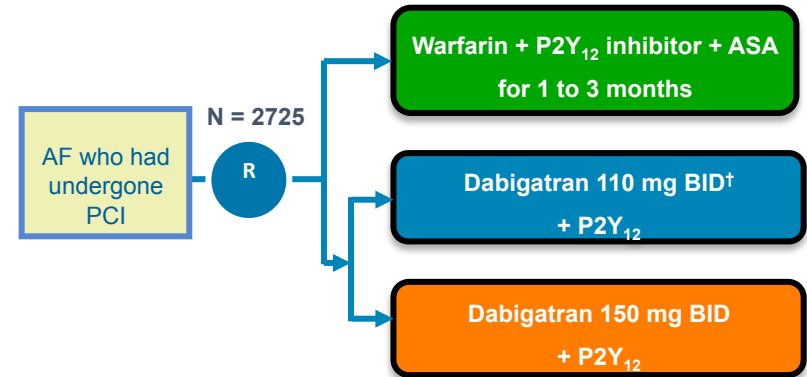 AF who had
undergone
PCI
N = 2725
R
Warfarin + P2Y₁₂ inhibitor + ASA
for 1 to 3 months
Dabigatran 110 mg BID†
+ P2Y₁₂
Dabigatran 150 mg BID
+ P2Y₁₂